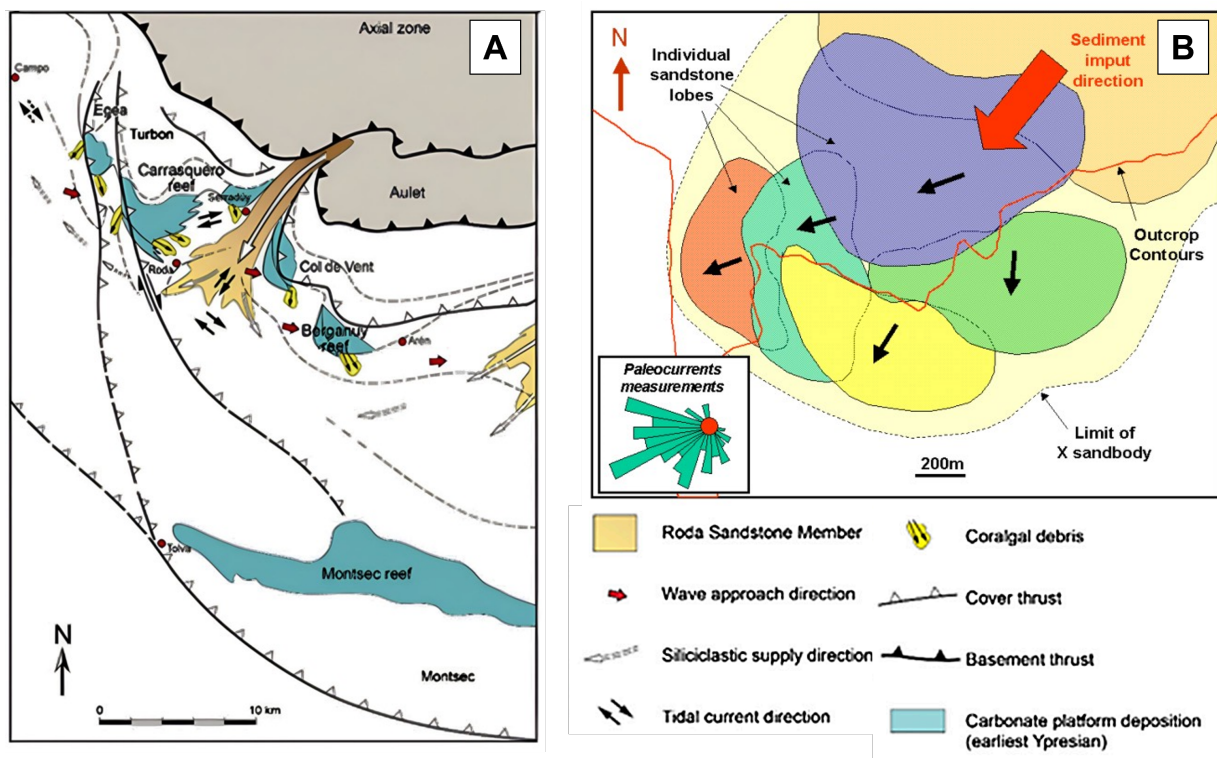 A
Axial zone
Campo
Egea
Turbon
Carrasquero
reef
Serraduy
Aulet
Roda
Col de Vent
Berganuy
reef
Arén
Tolva
Montsec reef
Montsec
N
0
10 km
B
N
Individual
sandstone
lobes
Sediment
imput
direction
Outcrop
Contours
Paleocurrents
measurements
Limit of
X sandbody
200m
Roda Sandstone Member
Coralgal debris
Wave approach direction
Cover thrust
Siliciclastic supply direction
Basement thrust
Tidal current direction
Carbonate platform deposition
(earliest Ypresian)